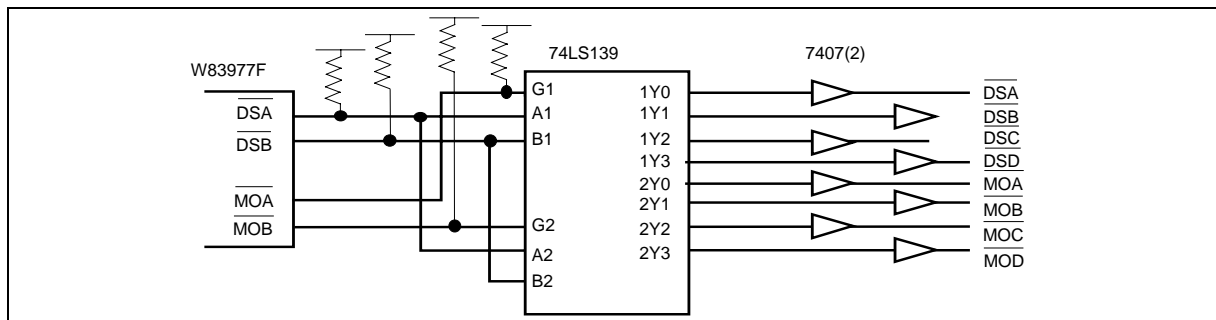 74LS139 7407(2)
W83977F
G1 1Y0 DSA
DSA A1 1Y1 DSB
DSB B1 1Y2 DSC
1Y3 DSD
2Y0 MOA
MOA 2Y1 MOB
MOB G2 2Y2 MOC
A2 2Y3 MOD
B2